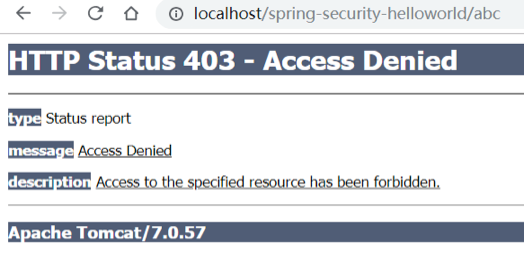 localhost/spring-security-helloworld/abc
HTTP Status 403 - Access Denied
type Status report
message Access Denied
description Access to the specified resource has been forbidden.
Apache Tomcat/7.0.57